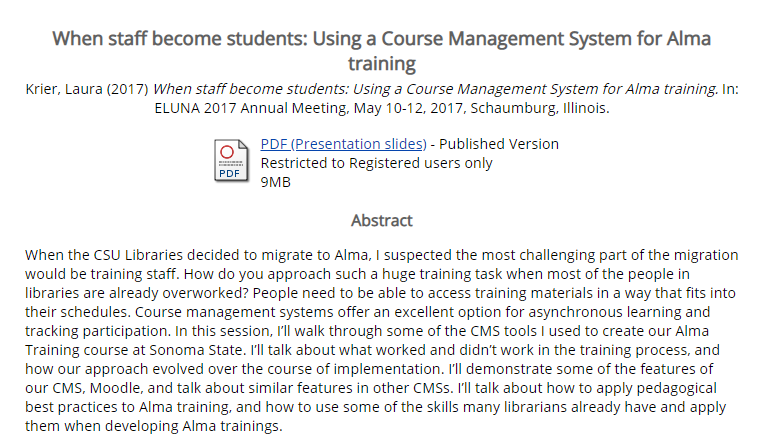 When staff become students: Using a Course Management System for Alma
training
Krier, Laura (2017) When staff become students: Using a Course Management System for Alma training. In:
ELUNA 2017 Annual Meeting, May 10-12, 2017, Schaumburg, Illinois.
PDF (Presentation slides) - Published Version
Restricted to Registered users only
9MB
PDF
Abstract
When the CSU Libraries decided to migrate to Alma, I suspected the most challenging part of the migration
would be training staff. How do you approach such a huge training task when most of the people in
libraries are already overworked? People need to be able to access training materials in a way that fits into
their schedules. Course management systems offer an excellent option for asynchronous learning and
tracking participation. In this session, I’ll walk through some of the CMS tools I used to create our Alma
Training course at Sonoma State. I’ll talk about what worked and didn’t work in the training process, and
how our approach evolved over the course of implementation. I’ll demonstrate some of the features of
our CMS, Moodle, and talk about similar features in other CMSs. I’ll talk about how to apply pedagogical
best practices to Alma training, and how to use some of the skills many librarians already have and apply
them when developing Alma trainings.